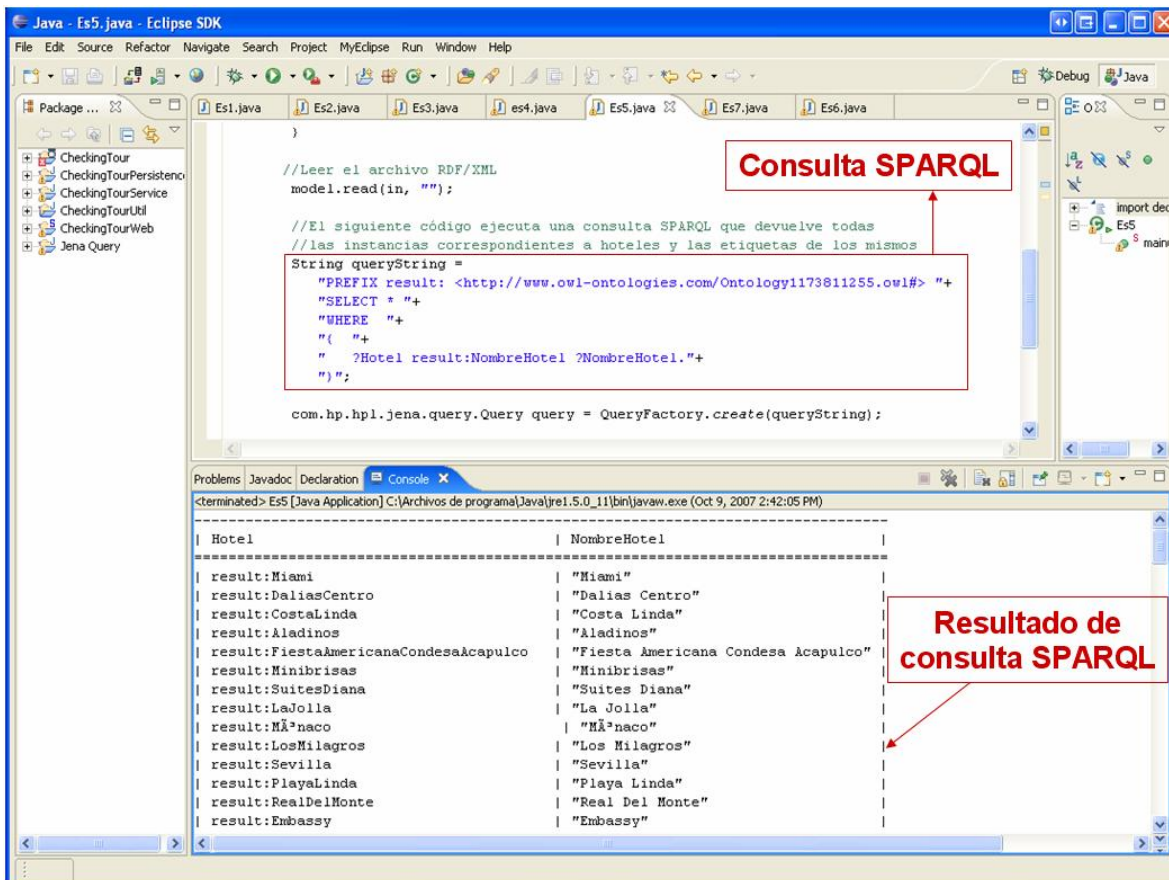 Java - Es5.java - Eclipse SDK
File Edit Source Refactor Navigate Search Project MyEclipse Run Window Help
Debug Java
Package ...
Es1.java Es2.java Es3.java es4.java Es5.java Es7.java Es6.java
CheckingTour
CheckingTourPersistenc
CheckingTourService
CheckingTourUtil
CheckingTourWeb
Jena Query
}
//Leer el archivo RDF/XML
model.read(in, "");
//El siguiente código ejecuta una consulta SPARQL que devuelve todas
//las instancias correspondientes a hoteles y las etiquetas de los mismos
String queryString =
"PREFIX result: <http://www.owl-ontologies.com/Ontology1173811255.owl#> "+
"SELECT * "+
"WHERE "+
"{ "+
" ?Hotel result:NombreHotel ?NombreHotel."+
"}";
com.hp.hpl.jena.query.Query query = QueryFactory.create(queryString);
Consulta SPARQL
import dec
Es5
main
Problems Javadoc Declaration Console
<terminated> Es5 [Java Application] C:\Archivos de programa\Java\jre1.5.0_11\bin\javaw.exe (Oct 9, 2007 2:42:05 PM)
| Hotel | NombreHotel |
| result:Miami | "Miami" |
| result:DaliasCentro | "Dalias Centro" |
| result:CostaLinda | "Costa Linda" |
| result:Aladinos | "Aladinos" |
| result:FiestaAmericanaCondesaAcapulco | "Fiesta Americana Condesa Acapulco" |
| result:Minibrisas | "Minibrisas" |
| result:SuitesDiana | "Suites Diana" |
| result:LaJolla | "La Jolla" |
| result:MÃ³naco | "MÃ³naco" |
| result:LosMilagros | "Los Milagros" |
| result:Sevilla | "Sevilla" |
| result:PlayaLinda | "Playa Linda" |
| result:RealDelMonte | "Real Del Monte" |
| result:Embassy | "Embassy" |
Resultado de
consulta SPARQL